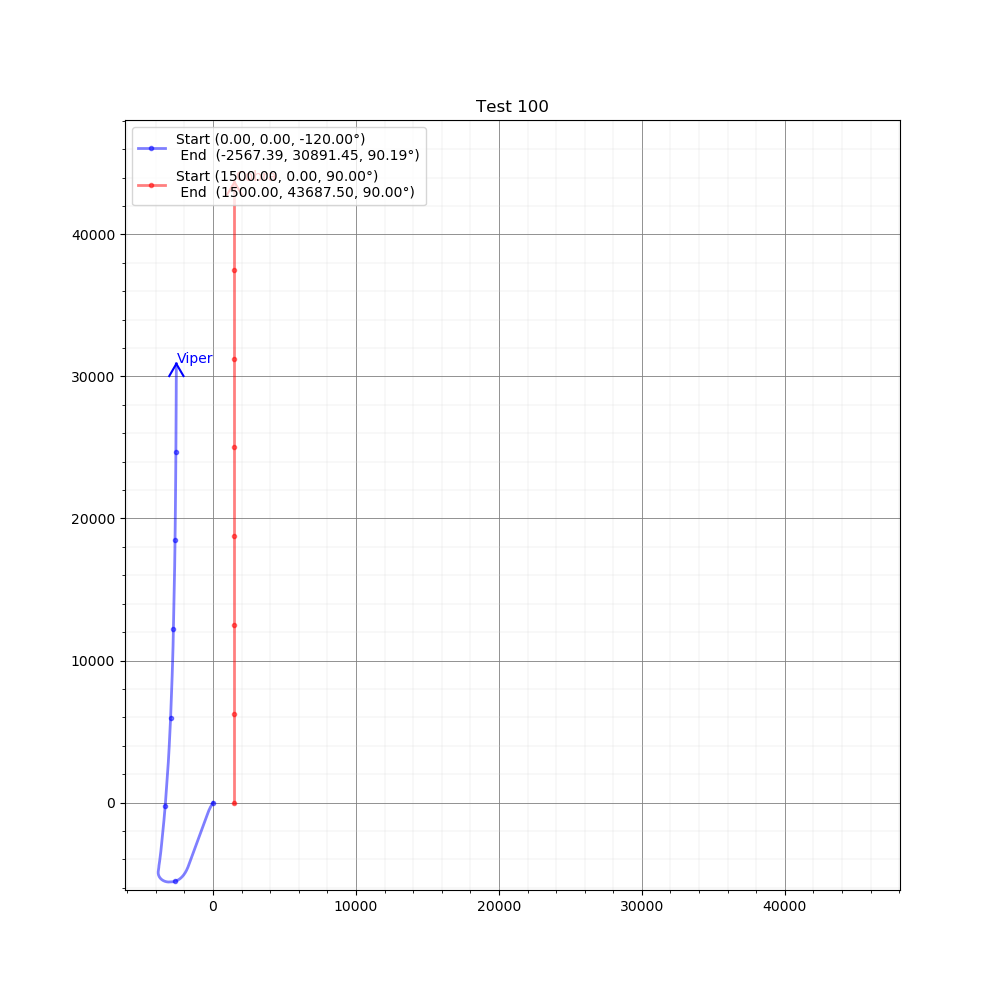 Test 100
Start (0.00, 0.00, -120.00°)
End (-2567.39, 30891.45, 90.19°)
Start (1500.00, 0.00, 90.00°)
End (1500.00, 43687.50, 90.00°)
40000
Viper
30000
20000
10000
0
0
10000
20000
30000
40000